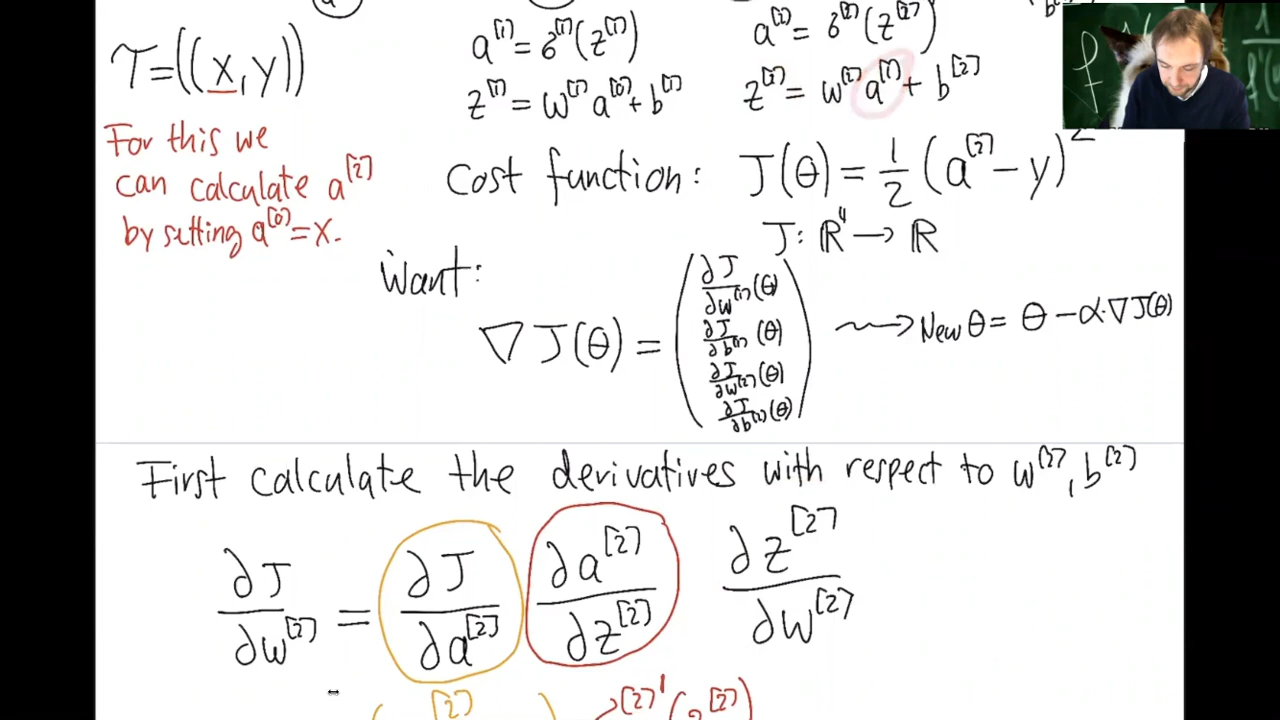 a^[1] = σ^[1](z^[1])
a^[2] = σ^[2](z^[2])
T = ((x, y))
z^[1] = w^[1] a^[0] + b^[1]
z^[2] = w^[2] a^[1] + b^[2]
For this we
can calculate a^[2]
by setting a^[0] = x.
Cost function: J(θ) = 1/2 (a^[2] − y)^2
J: ℝ^4 → ℝ
Want:
∇J(θ) = ( ∂J/∂w^[1] (θ)
∂J/∂b^[1] (θ)
∂J/∂w^[2] (θ)
∂J/∂b^[2] (θ) )
⇝ New θ = θ − α·∇J(θ)
First calculate the derivatives with respect to w^[2], b^[2]
∂J/∂w^[2] = ∂J/∂a^[2] ∂a^[2]/∂z^[2] ∂z^[2]/∂w^[2]